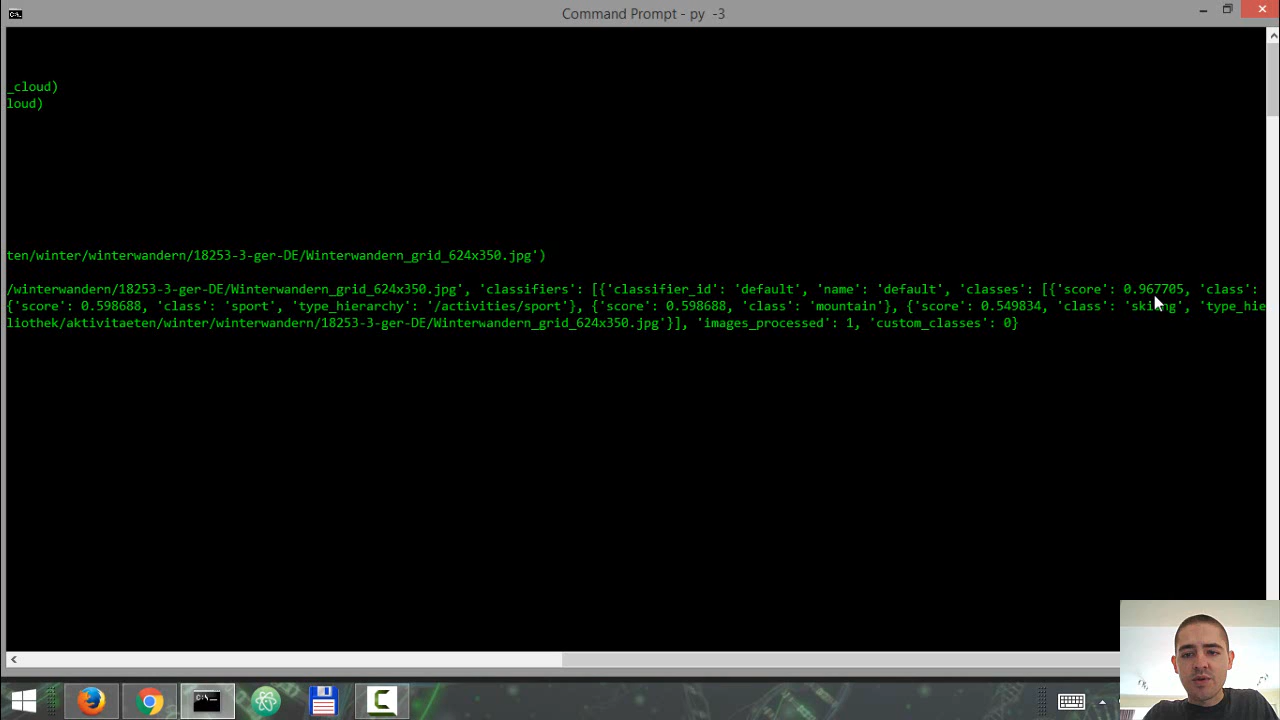 Command Prompt - py -3
_cloud)
loud)
ten/winter/winterwandern/18253-3-ger-DE/Winterwandern_grid_624x350.jpg')
/winterwandern/18253-3-ger-DE/Winterwandern_grid_624x350.jpg', 'classifiers': [{'classifier_id': 'default', 'name': 'default', 'classes': [{'score': 0.967705, 'class':
{'score': 0.598688, 'class': 'sport', 'type_hierarchy': '/activities/sport'}, {'score': 0.598688, 'class': 'mountain'}, {'score': 0.549834, 'class': 'skiing', 'type_hie
liothek/aktivitaeten/winter/winterwandern/18253-3-ger-DE/Winterwandern_grid_624x350.jpg'}], 'images_processed': 1, 'custom_classes': 0}